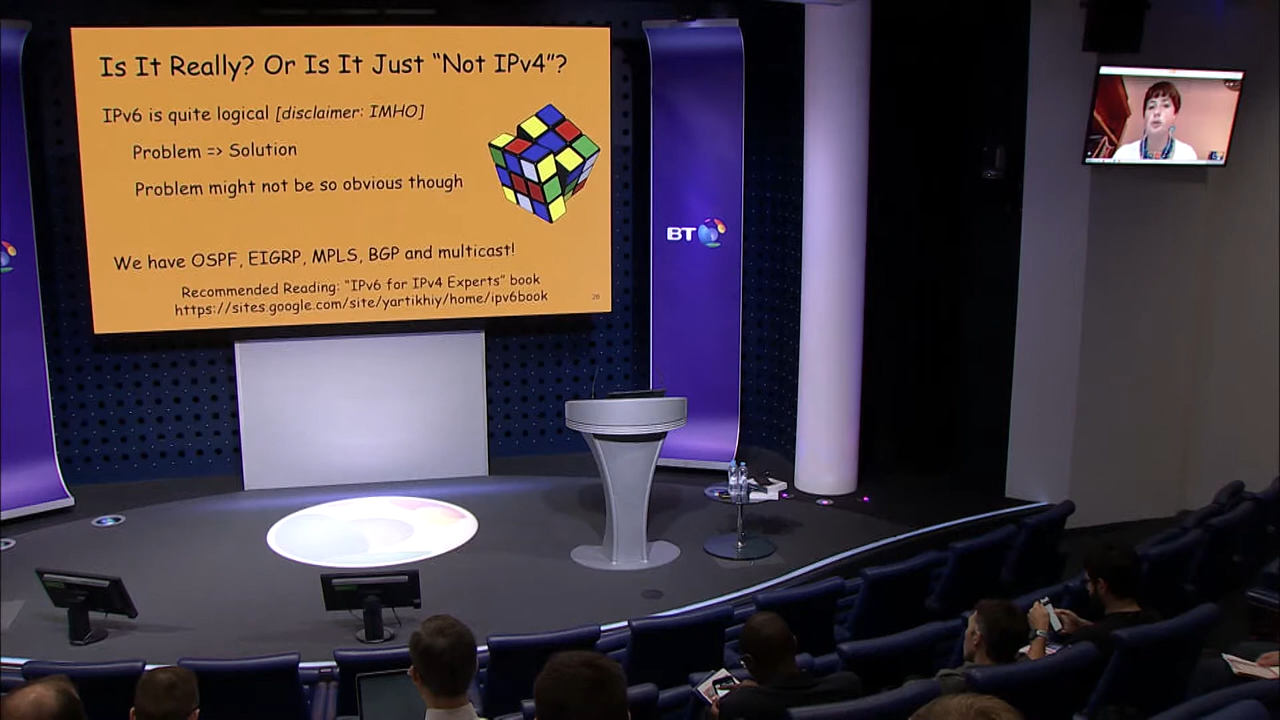 Is It Really? Or Is It Just “Not IPv4”?
IPv6 is quite logical [disclaimer: IMHO]
Problem => Solution
Problem might not be so obvious though
We have OSPF, EIGRP, MPLS, BGP and multicast!
Recommended Reading: “IPv6 for IPv4 Experts” book
https://sites.google.com/site/yartikhiy/home/ipv6book
26
BT